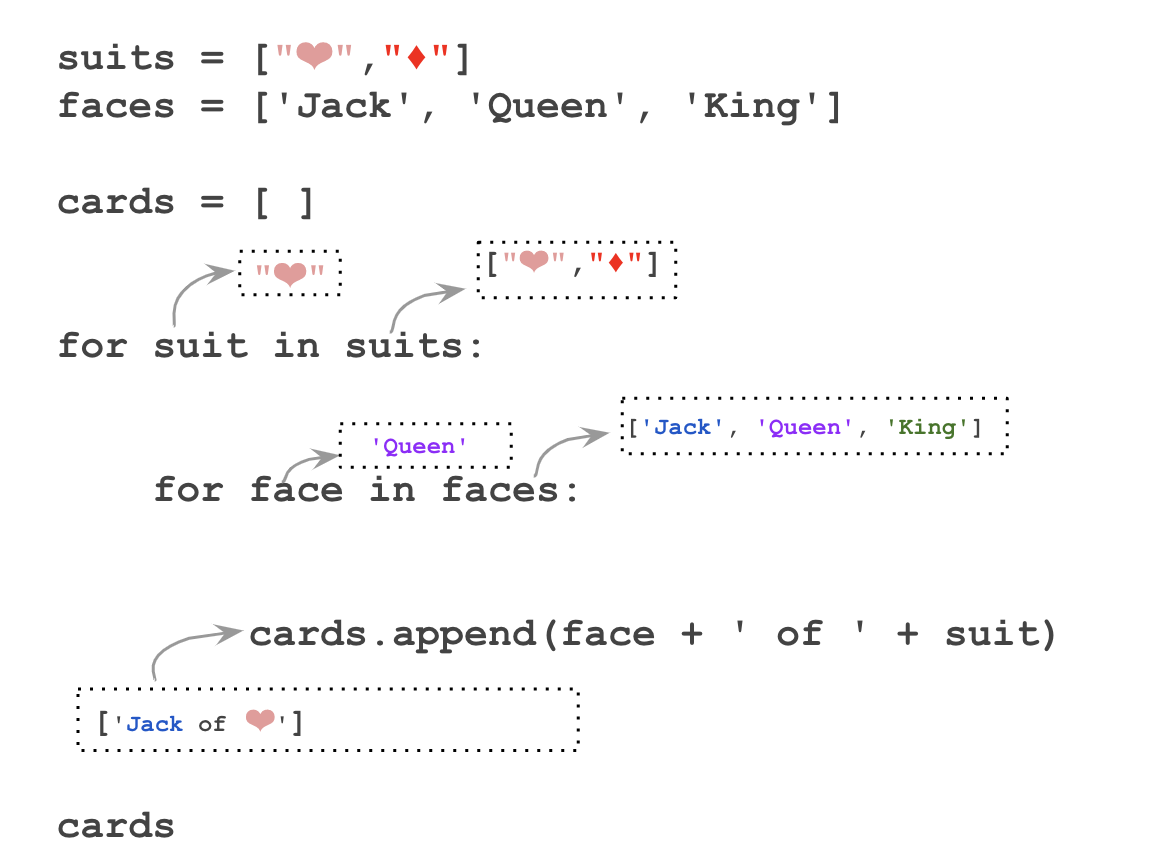 suits = ["❤","♦"]
faces = ['Jack', 'Queen', 'King']
cards = [ ]
"❤"
["❤","♦"]
for suit in suits:
'Queen'
['Jack', 'Queen', 'King']
for face in faces:
cards.append(face + ' of ' + suit)
['Jack of ❤']
cards